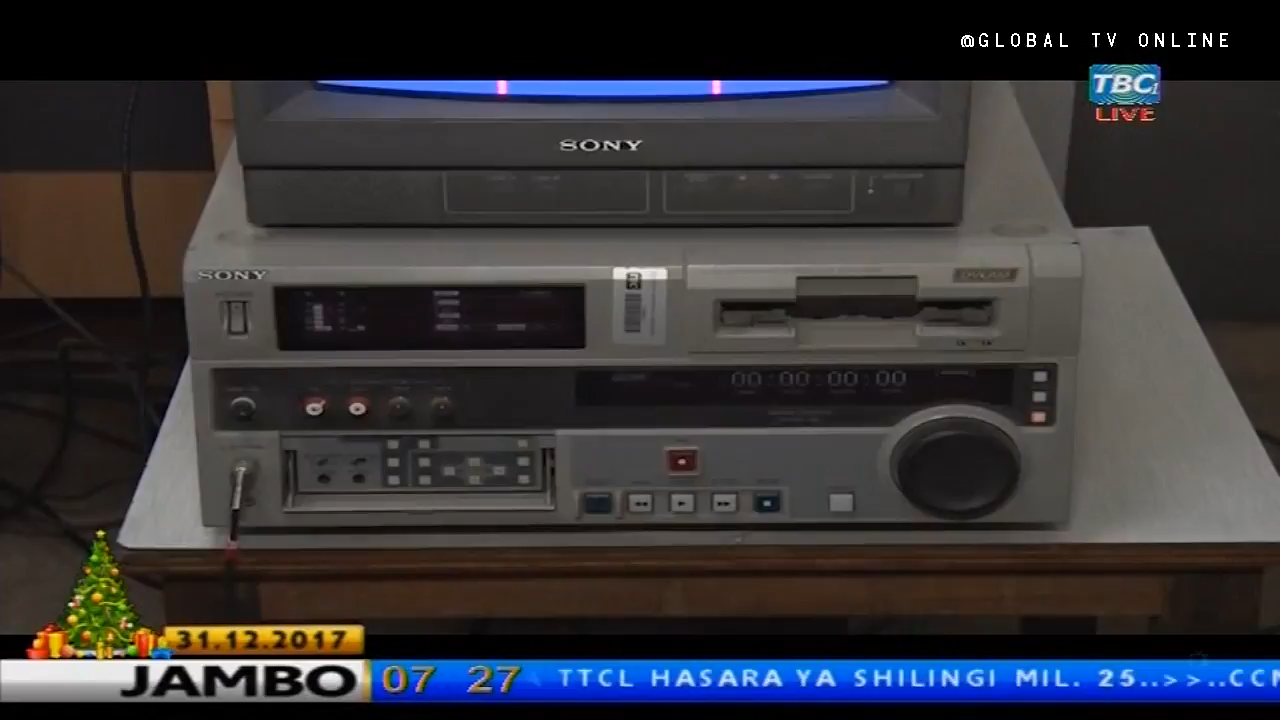 @GLOBAL TV ONLINE
TBC1
LIVE
SONY
SONY
DVCAM
00:00:00:00
31.12.2017
JAMBO 07 27 TTCL HASARA YA SHILINGI MIL. 25..>>..CCM